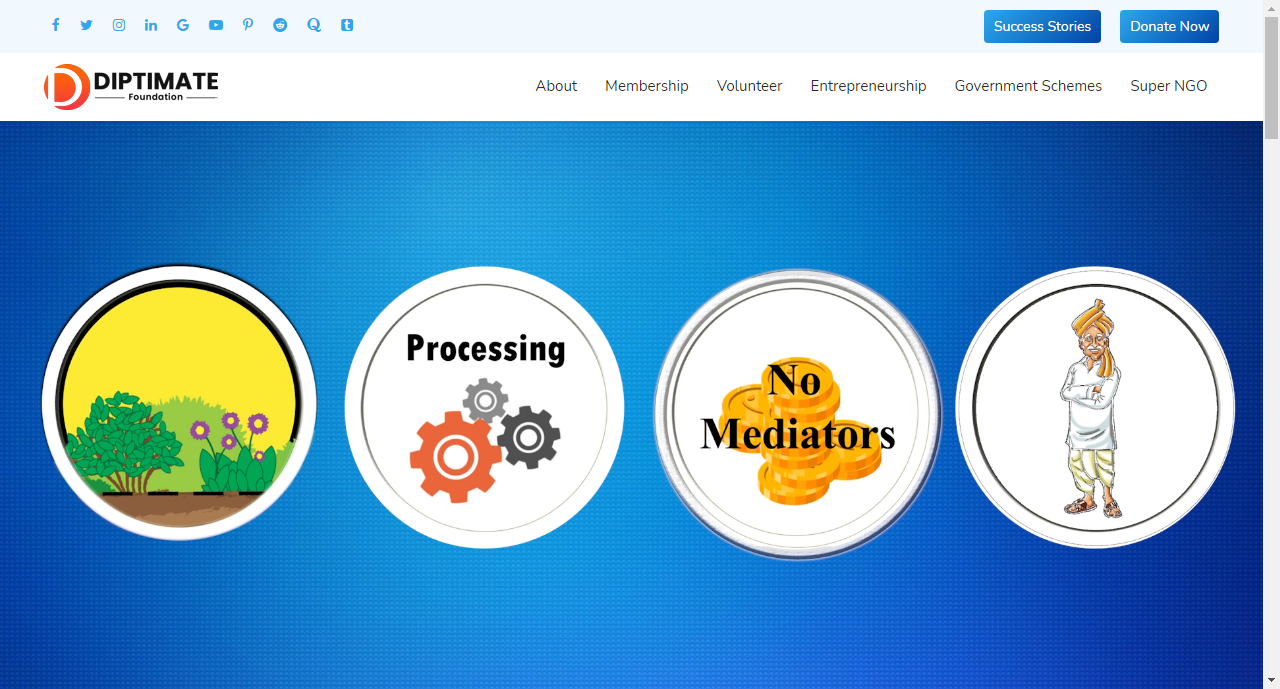 Success Stories
Donate Now
DIPTIMATE
Foundation
About
Membership
Volunteer
Entrepreneurship
Government Schemes
Super NGO
Processing
No
Mediators